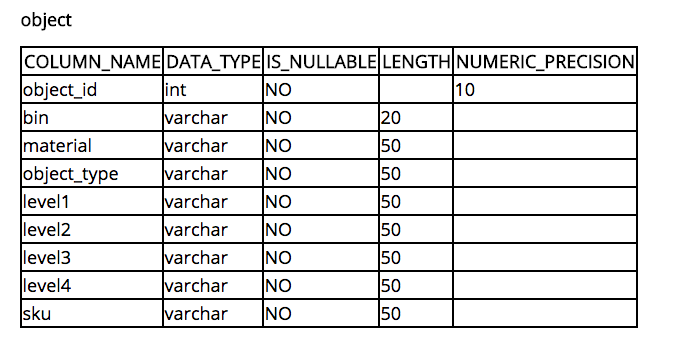 object
COLUMN_NAME DATA_TYPE IS_NULLABLE LENGTH NUMERIC_PRECISION
object_id int NO 10
bin varchar NO 20
material varchar NO 50
object_type varchar NO 50
level1 varchar NO 50
level2 varchar NO 50
level3 varchar NO 50
level4 varchar NO 50
sku varchar NO 50